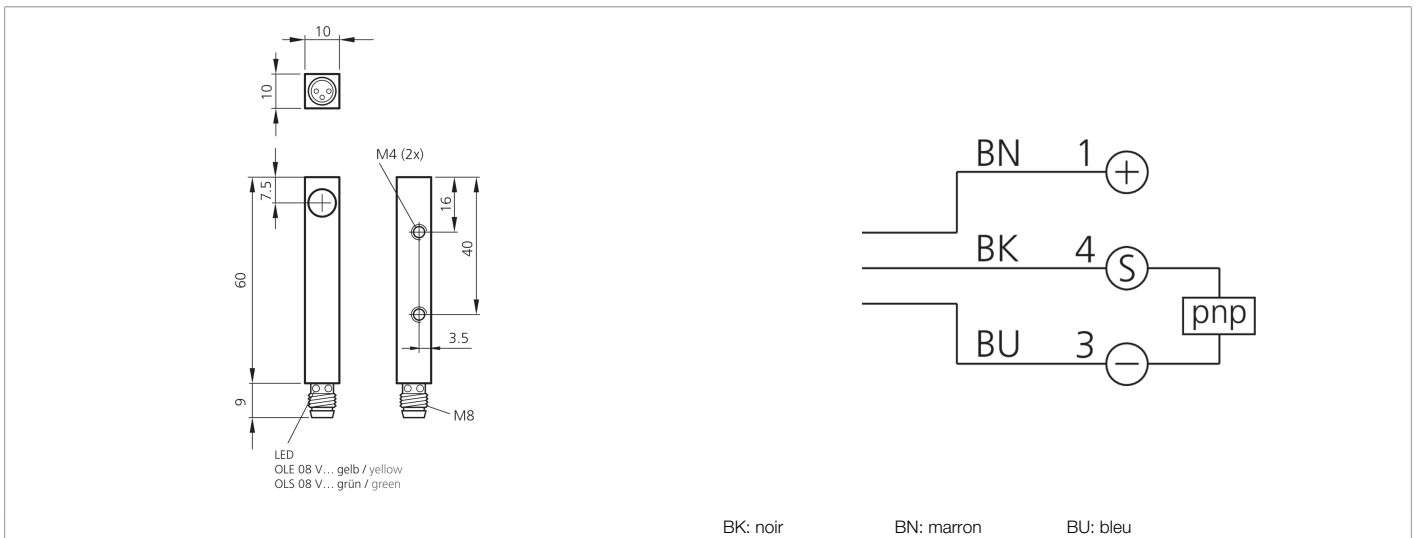 10
10
M4 (2x)
7.5
16
40
60
3.5
9
M8
LED
OLE 08 V... gelb / yellow
OLS 08 V... grün / green
BN 1
+
BK 4
S
pnp
BU 3
−
BK: noir BN: marron BU: bleu